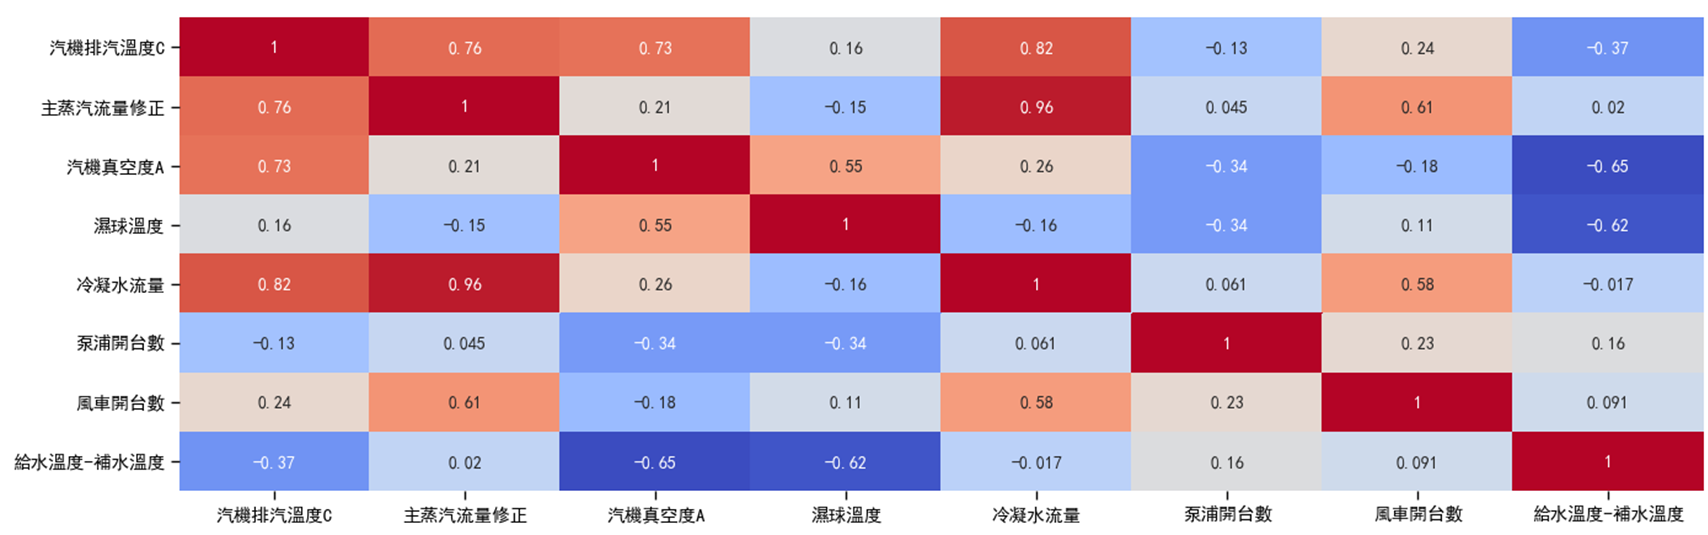 汽機排汽溫度C 1 0.76 0.73 0.16 0.82 -0.13 0.24 -0.37
主蒸汽流量修正 0.76 1 0.21 -0.15 0.96 0.045 0.61 0.02
汽機真空度A 0.73 0.21 1 0.55 0.26 -0.34 -0.18 -0.65
濕球溫度 0.16 -0.15 0.55 1 -0.16 -0.34 0.11 -0.62
冷凝水流量 0.82 0.96 0.26 -0.16 1 0.061 0.58 -0.017
泵浦開台數 -0.13 0.045 -0.34 -0.34 0.061 1 0.23 0.16
風車開台數 0.24 0.61 -0.18 0.11 0.58 0.23 1 0.091
給水溫度-補水溫度 -0.37 0.02 -0.65 -0.62 -0.017 0.16 0.091 1
汽機排汽溫度C 主蒸汽流量修正 汽機真空度A 濕球溫度 冷凝水流量 泵浦開台數 風車開台數 給水溫度-補水溫度